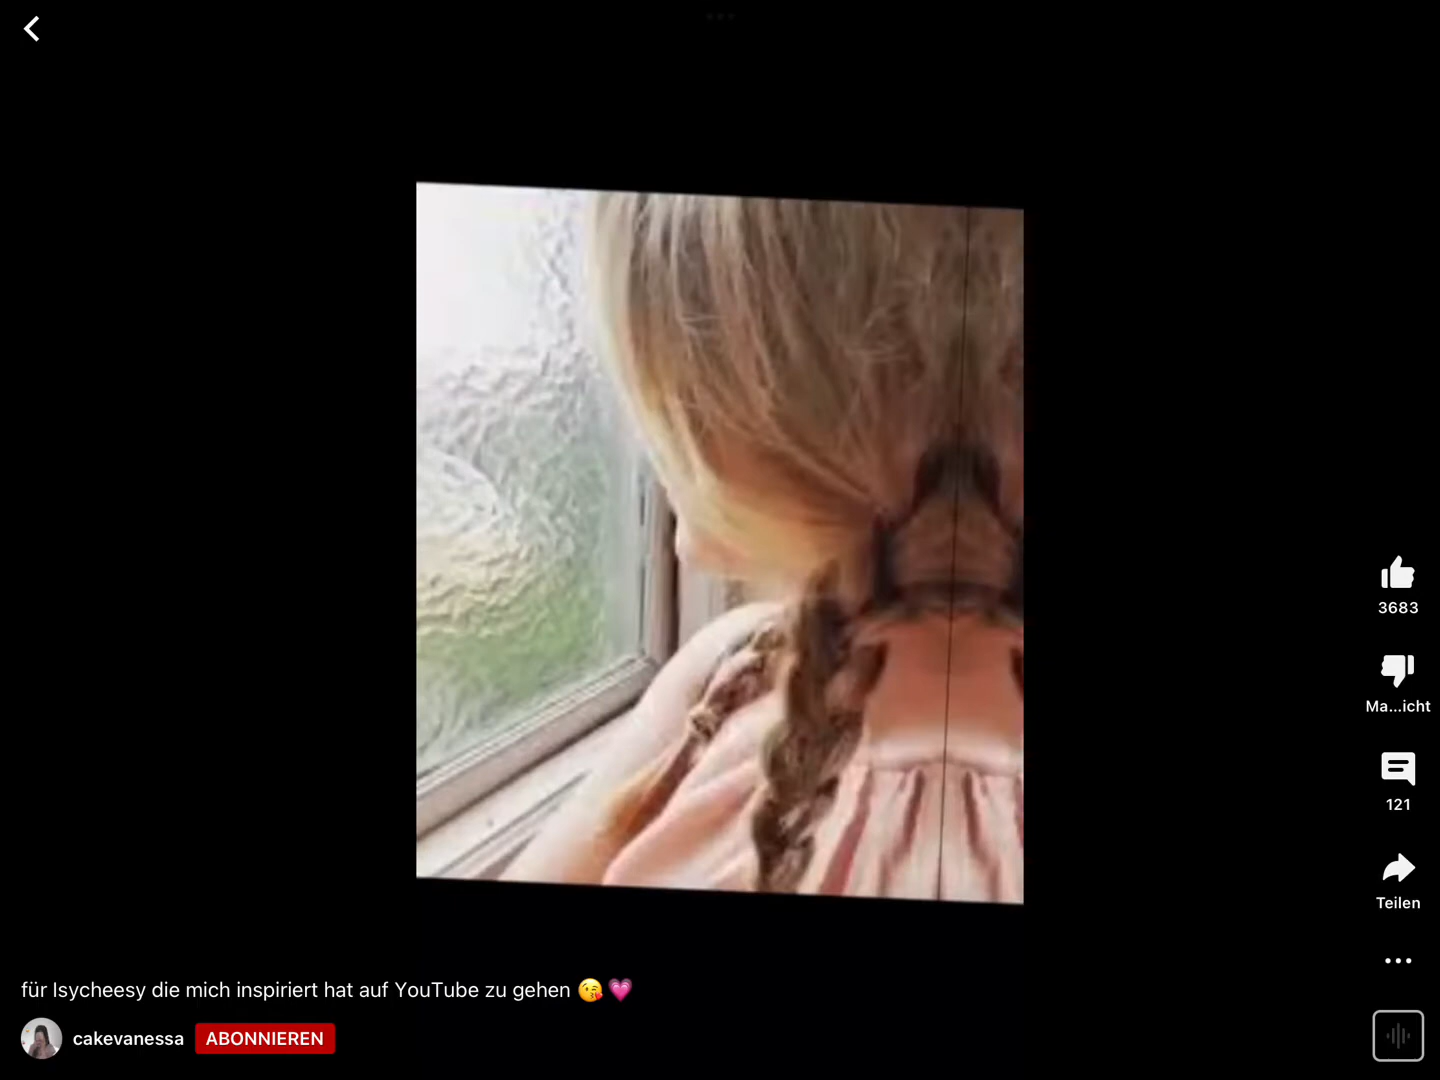 3683
Ma...icht
121
Teilen
für Isycheesy die mich inspiriert hat auf YouTube zu gehen 😘💗
cakevanessa ABONNIEREN